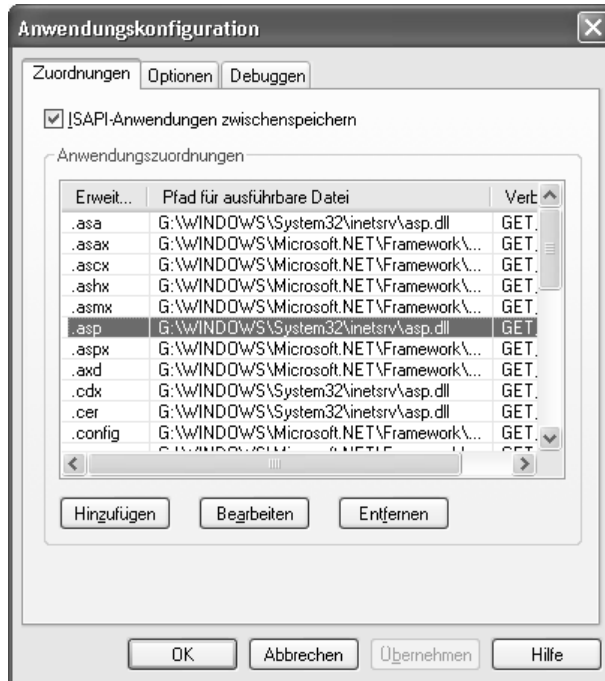 Anwendungskonfiguration
Zuordnungen Optionen Debuggen
ISAPI-Anwendungen zwischenspeichern
Anwendungszuordnungen
Erweit... Pfad für ausführbare Datei Verb
.asa G:\WINDOWS\System32\inetsrv\asp.dll GET,
.asax G:\WINDOWS\Microsoft.NET\Framework\... GET,
.ascx G:\WINDOWS\Microsoft.NET\Framework\... GET,
.ashx G:\WINDOWS\Microsoft.NET\Framework\... GET,
.asmx G:\WINDOWS\Microsoft.NET\Framework\... GET,
.asp G:\WINDOWS\System32\inetsrv\asp.dll GET,
.aspx G:\WINDOWS\Microsoft.NET\Framework\... GET,
.axd G:\WINDOWS\Microsoft.NET\Framework\... GET,
.cdx G:\WINDOWS\System32\inetsrv\asp.dll GET,
.cer G:\WINDOWS\System32\inetsrv\asp.dll GET,
.config G:\WINDOWS\Microsoft.NET\Framework\... GET,
Hinzufügen Bearbeiten Entfernen
OK Abbrechen Übernehmen Hilfe